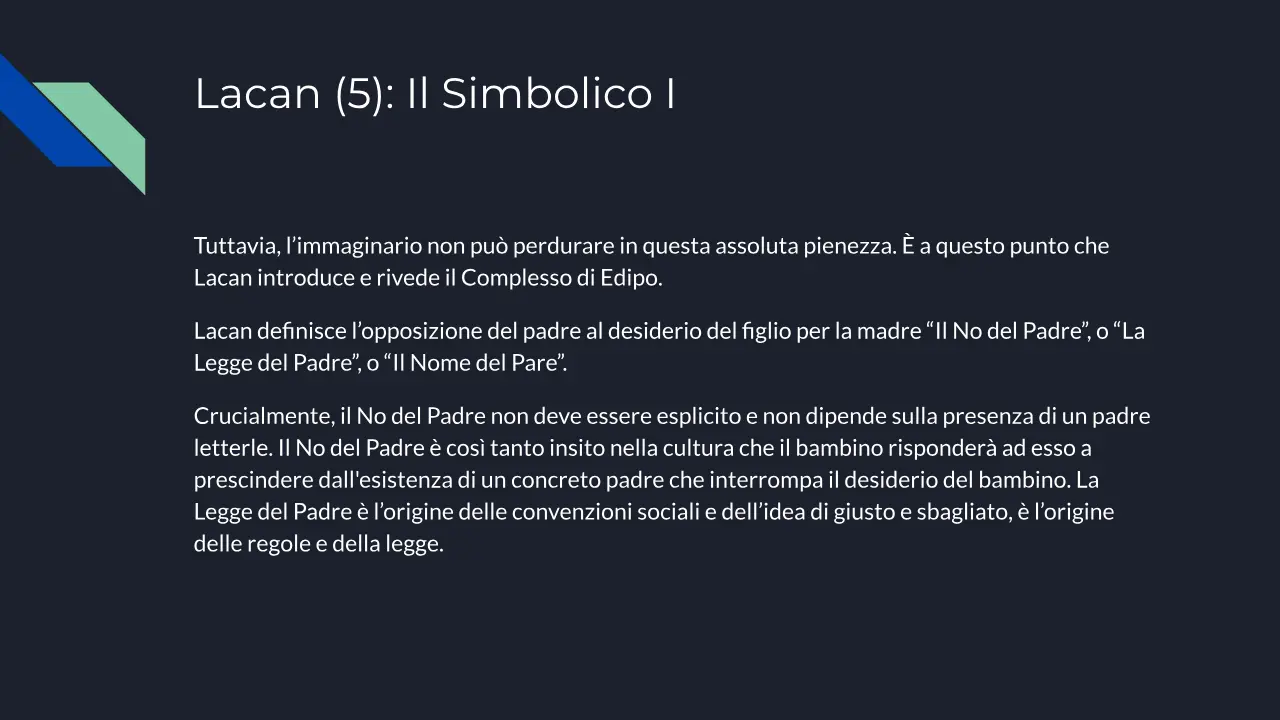 Lacan (5): Il Simbolico I
Tuttavia, l’immaginario non può perdurare in questa assoluta pienezza. È a questo punto che
Lacan introduce e rivede il Complesso di Edipo.
Lacan definisce l’opposizione del padre al desiderio del figlio per la madre “Il No del Padre”, o “La
Legge del Padre”, o “Il Nome del Pare”.
Crucialmente, il No del Padre non deve essere esplicito e non dipende sulla presenza di un padre
letterle. Il No del Padre è così tanto insito nella cultura che il bambino risponderà ad esso a
prescindere dall'esistenza di un concreto padre che interrompa il desiderio del bambino. La
Legge del Padre è l’origine delle convenzioni sociali e dell’idea di giusto e sbagliato, è l’origine
delle regole e della legge.